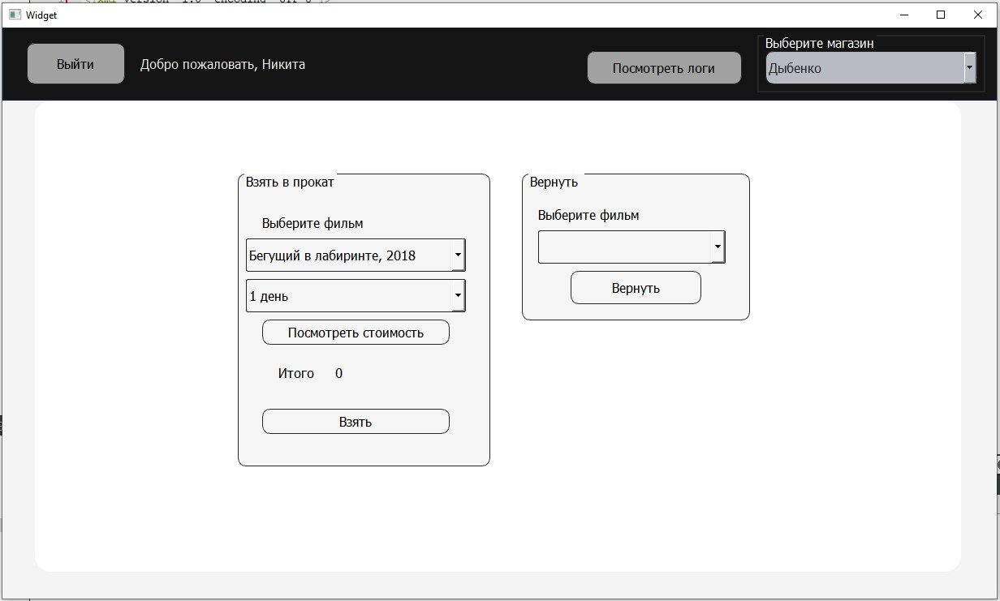 Widget
Выйти
Добро пожаловать, Никита
Посмотреть логи
Выберите магазин
Дыбенко
Взять в прокат
Выберите фильм
Бегущий в лабиринте, 2018
1 день
Посмотреть стоимость
Итого 0
Взять
Вернуть
Выберите фильм
Вернуть